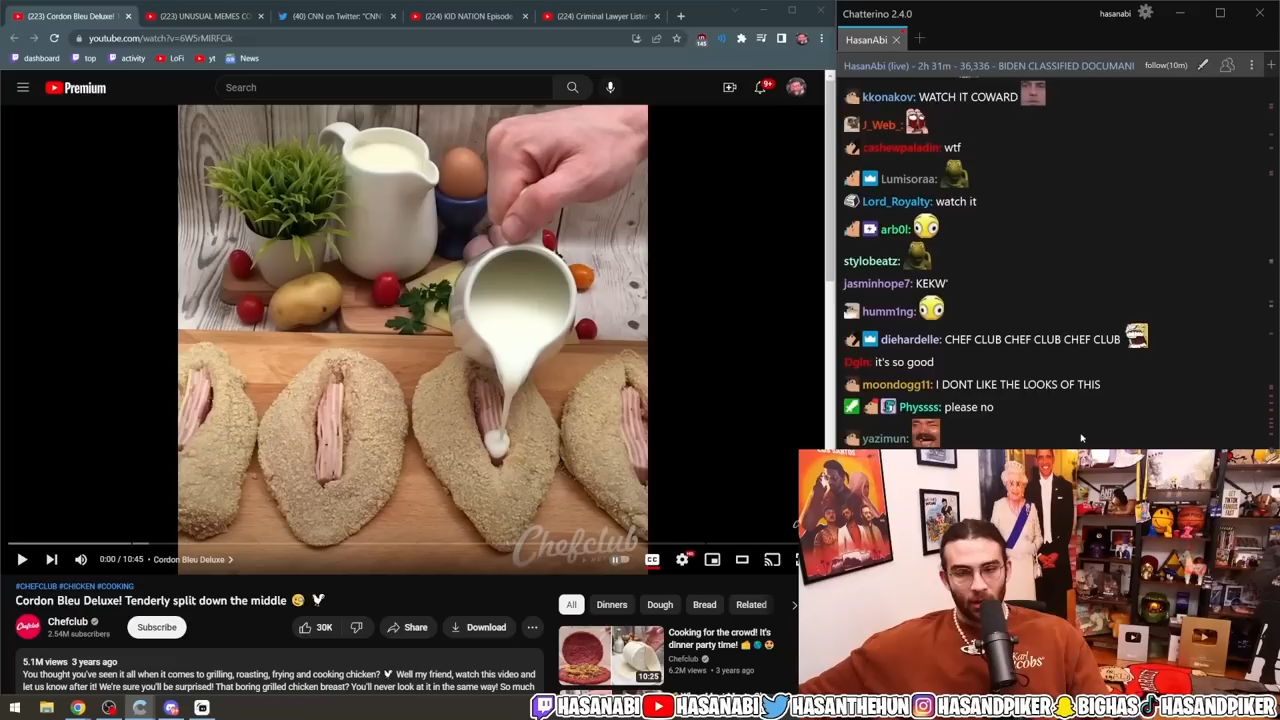 (223) Cordon Bleu Deluxe! T
(223) UNUSUAL MEMES CO
(40) CNN on Twitter: "CNN'
(224) KID NATION Episode
(224) Criminal Lawyer Liste
youtube.com/watch?v=6W5rMIRFCik
145
dashboard
top
activity
LoFi
yt
News
Premium
Search
9+
Chefclub
0:00 / 10:45 • Cordon Bleu Deluxe
CC
HD
#CHEFCLUB #CHICKEN #COOKING
Cordon Bleu Deluxe! Tenderly split down the middle
Chefclub
2.54M subscribers
Subscribe
30K
Share
Download
5.1M views 3 years ago
You thought you've seen it all when it comes to grilling, roasting, frying and cooking chicken? Well my friend, watch this video and
let us know after it! We're sure you'll be surprised! That boring grilled chicken breast? You'll never look at it in the same way! So much
All
Dinners
Dough
Bread
Related
Cooking for the crowd! It's
dinner party time!
Chefclub
6.2M views • 3 years ago
10:25
Chatterino 2.4.0
hasanabi
HasanAbi
HasanAbi (live) - 2h 31m - 36,336 - BIDEN CLASSIFIED DOCUMANI
follow(10m)
kkonakov: WATCH IT COWARD
J_Web_:
cashewpaladin: wtf
Lumisoraa:
Lord_Royalty: watch it
arb0l:
stylobeatz:
jasminhope7: KEKW'
humm1ng:
diehardelle: CHEF CLUB CHEF CLUB CHEF CLUB
Dgln: it's so good
moondogg11: I DONT LIKE THE LOOKS OF THIS
Physsss: please no
yazimun:
Karl
Jacobs
HASANABI
HASANABI
HASANTHEHUN
HASANDPIKER
BIGHAS
HASANDPIKER